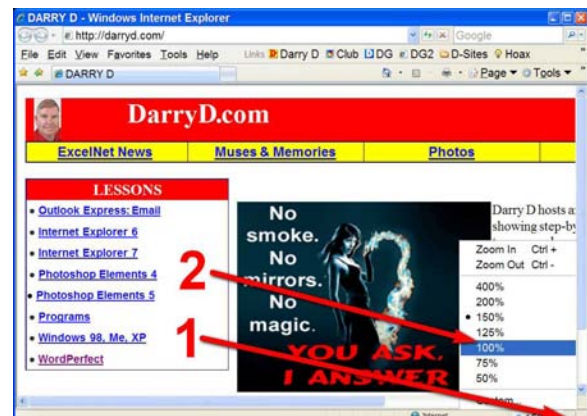 DARRY D - Windows Internet Explorer
http://darryd.com/
Google
File Edit View Favorites Tools Help Links Darry D Club DG DG2 D-Sites Hoax
DARRY D
Page Tools
DarryD.com
ExcelNet News Muses & Memories Photos
LESSONS
Outlook Express: Email
Internet Explorer 6
Internet Explorer 7
Photoshop Elements 4
Photoshop Elements 5
Programs
Windows 98, Me, XP
WordPerfect
No
smoke.
No
mirrors.
No
magic.
YOU ASK,
I ANSWER
Darry D hosts
showing step-by
Zoom In Ctrl +
Zoom Out Ctrl -
400%
200%
150%
125%
100%
75%
50%
Custom...
2
1
Internet